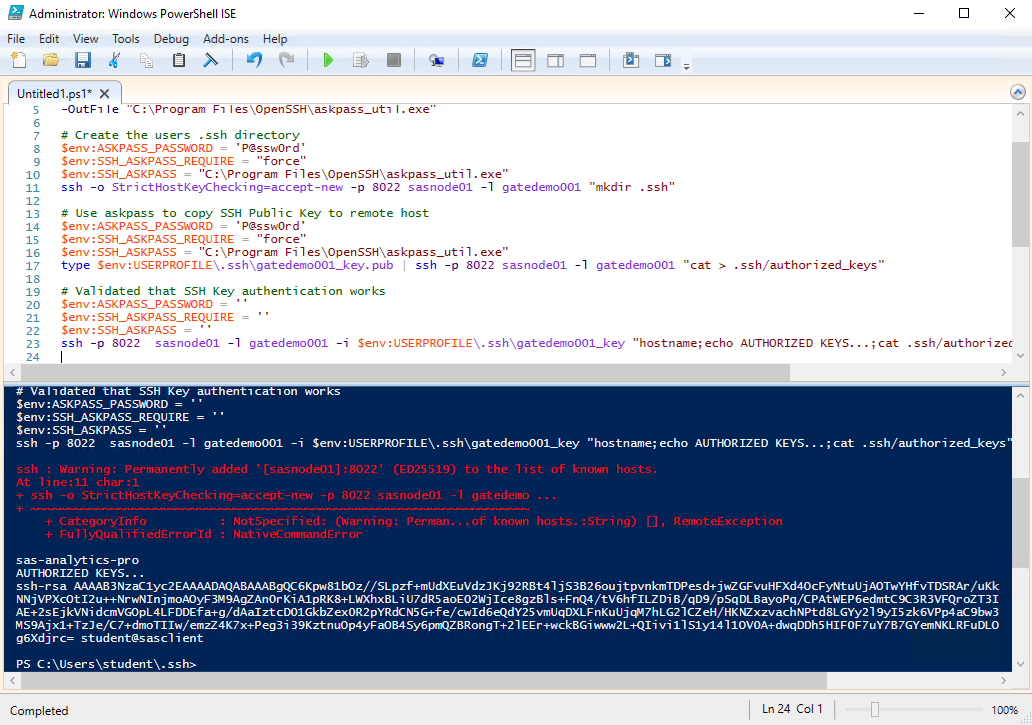 Administrator: Windows PowerShell ISE
File Edit View Tools Debug Add-ons Help
Untitled1.ps1*
5 -OutFile "C:\Program Files\OpenSSH\askpass_util.exe"
6
7 # Create the users .ssh directory
8 $env:ASKPASS_PASSWORD = 'P@ssw0rd'
9 $env:SSH_ASKPASS_REQUIRE = "force"
10 $env:SSH_ASKPASS = "C:\Program Files\OpenSSH\askpass_util.exe"
11 ssh -o StrictHostKeyChecking=accept-new -p 8022 sasnode01 -l gatedemo001 "mkdir .ssh"
12
13 # Use askpass to copy SSH Public Key to remote host
14 $env:ASKPASS_PASSWORD = 'P@ssw0rd'
15 $env:SSH_ASKPASS_REQUIRE = "force"
16 $env:SSH_ASKPASS = "C:\Program Files\OpenSSH\askpass_util.exe"
17 type $env:USERPROFILE\.ssh\gatedemo001_key.pub | ssh -p 8022 sasnode01 -l gatedemo001 "cat > .ssh/authorized_keys"
18
19 # Validated that SSH Key authentication works
20 $env:ASKPASS_PASSWORD = ''
21 $env:SSH_ASKPASS_REQUIRE = ''
22 $env:SSH_ASKPASS = ''
23 ssh -p 8022  sasnode01 -l gatedemo001 -i $env:USERPROFILE\.ssh\gatedemo001_key "hostname;echo AUTHORIZED KEYS...;cat .ssh/authorized
24
# Validated that SSH Key authentication works
$env:ASKPASS_PASSWORD = ''
$env:SSH_ASKPASS_REQUIRE = ''
$env:SSH_ASKPASS = ''
ssh -p 8022  sasnode01 -l gatedemo001 -i $env:USERPROFILE\.ssh\gatedemo001_key "hostname;echo AUTHORIZED KEYS...;cat .ssh/authorized_keys"
ssh : Warning: Permanently added '[sasnode01]:8022' (ED25519) to the list of known hosts.
At line:11 char:1
+ ssh -o StrictHostKeyChecking=accept-new -p 8022 sasnode01 -l gatedemo ...
+ ~~~~~~~~~~~~~~~~~~~~~~~~~~~~~~~~~~~~~~~~~~~~~~~~~~~~~~~~~~~~~~~~~~~~~
+ CategoryInfo : NotSpecified: (Warning: Perman...of known hosts.:String) [], RemoteException
+ FullyQualifiedErrorId : NativeCommandError
sas-analytics-pro
AUTHORIZED KEYS...
ssh-rsa AAAAB3NzaC1yc2EAAAADAQABAAABgQC6Kpw81bOz//SLpzf+mUdXEuVdzJKj92RBt4ljS3B26oujtpvnkmTDPesd+jwZGFvuHFXd4OcFyNtuUjAOTwYHfvTDSRAr/uKk
NNjVPXcOtI2u++NrwNInjmoAOyF3M9AgZAnOrKiA1pRK8+LWXhxBLiU7dR5aoEO2WjIce8gzBls+FnQ4/tV6hfILZDiB/qD9/pSqDLBayoPq/CPAtWEP6edmtC9C3R3VFQroZT3I
AE+2sEjkVNidcmVGOpL4LFDDEfa+g/dAaIztcD01GkbZex0R2pYRdCN5G+fe/cwId6eQdY25vmUqDXLFnKuUjqM7hLG2lCZeH/HKNZxzvachNPtd8LGYy2l9yI5zk6VPp4aC9bw3
MS9Ajx1+TzJe/C7+dmoTIIw/emzZ4K7x+Peg3i39KztnuOp4yFaOB4Sy6pmQZBRongT+2lEEr+wckBGiwww2L+QIivi1lS1y14l1OV0A+dwqDDh5HIFOF7uY7B7GYemNKLRFuDLO
g6Xdjrc= student@sasclient
PS C:\Users\student\.ssh>
Completed
Ln 24 Col 1
100%